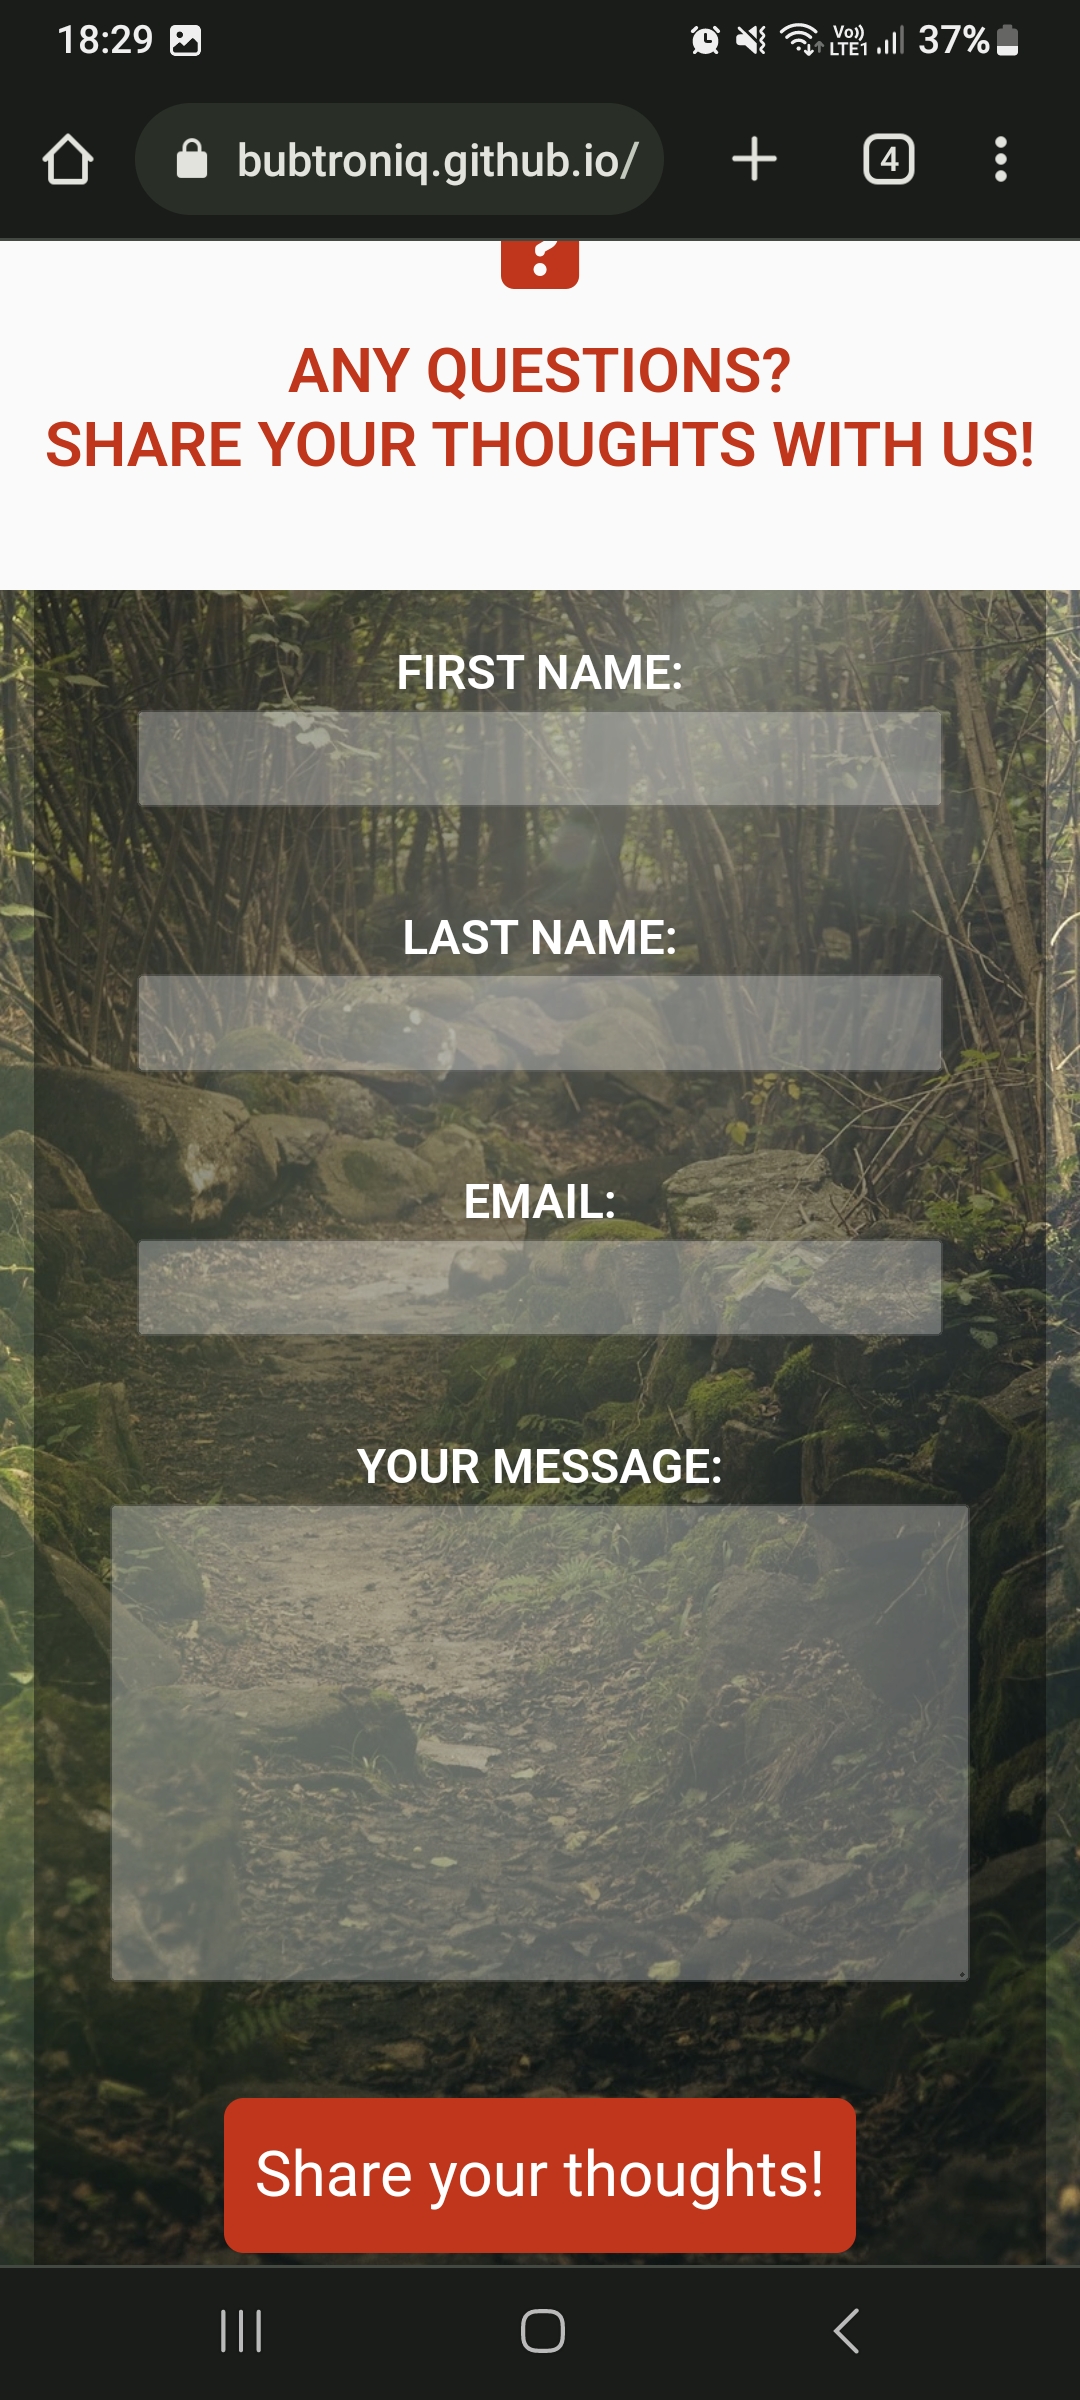 18:29
Vo)) LTE1 37%
bubtroniq.github.io/
4
?
ANY QUESTIONS?
SHARE YOUR THOUGHTS WITH US!
FIRST NAME:
LAST NAME:
EMAIL:
YOUR MESSAGE:
Share your thoughts!